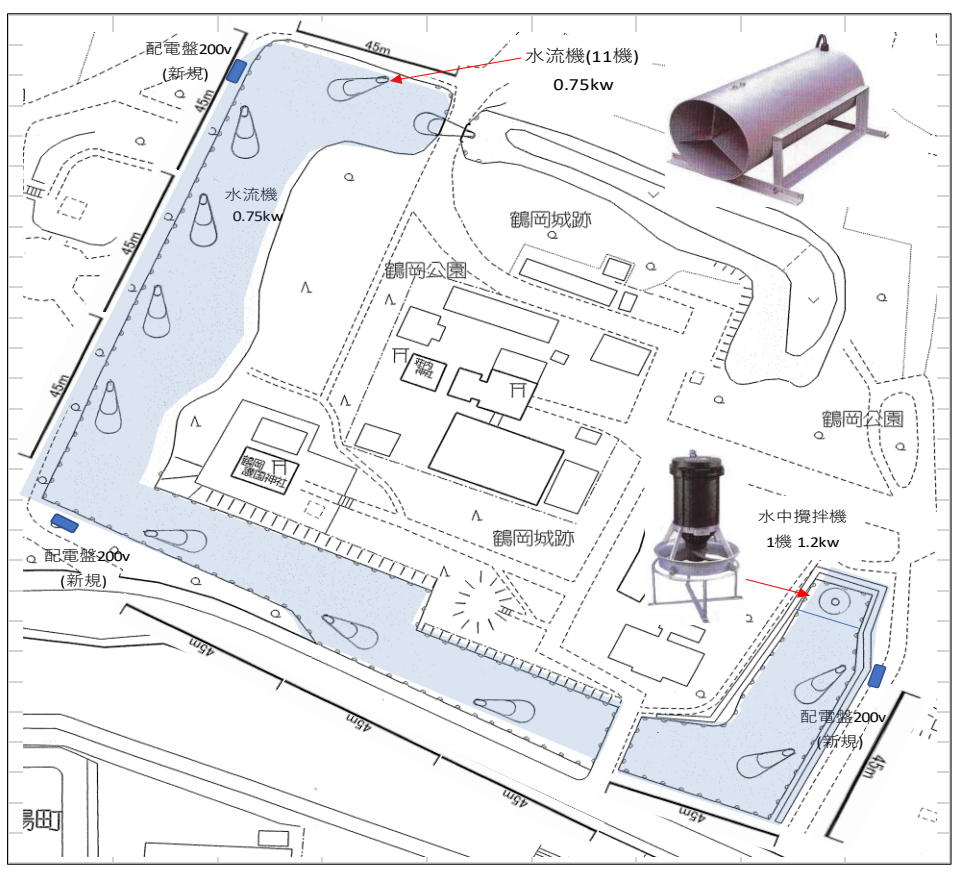 配電盤200v
(新規)
45m
水流機(11機)
0.75kw
45m
水流機
0.75kw
鶴岡城跡
45m
鶴岡公園
荘内
神社
45m
鶴岡公園
鶴岡
護国神社
水中攪拌機
1機 1.2kw
鶴岡城跡
配電盤200v
(新規)
45m
配電盤200v
(新規)
45m
45m
45m
45m